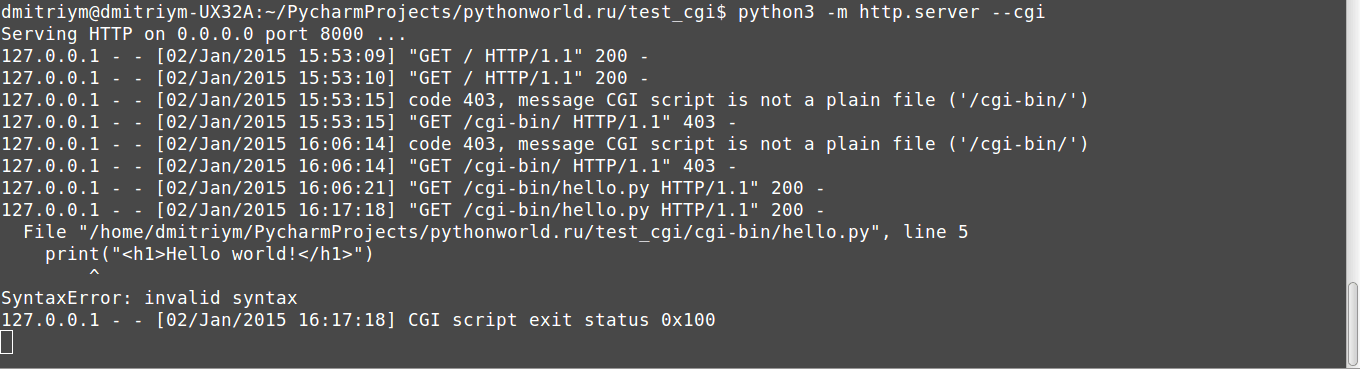 dmitriym@dmitriym-UX32A:~/PycharmProjects/pythonworld.ru/test_cgi$ python3 -m http.server --cgi
Serving HTTP on 0.0.0.0 port 8000 ...
127.0.0.1 - - [02/Jan/2015 15:53:09] "GET / HTTP/1.1" 200 -
127.0.0.1 - - [02/Jan/2015 15:53:10] "GET / HTTP/1.1" 200 -
127.0.0.1 - - [02/Jan/2015 15:53:15] code 403, message CGI script is not a plain file ('/cgi-bin/')
127.0.0.1 - - [02/Jan/2015 15:53:15] "GET /cgi-bin/ HTTP/1.1" 403 -
127.0.0.1 - - [02/Jan/2015 16:06:14] code 403, message CGI script is not a plain file ('/cgi-bin/')
127.0.0.1 - - [02/Jan/2015 16:06:14] "GET /cgi-bin/ HTTP/1.1" 403 -
127.0.0.1 - - [02/Jan/2015 16:06:21] "GET /cgi-bin/hello.py HTTP/1.1" 200 -
127.0.0.1 - - [02/Jan/2015 16:17:18] "GET /cgi-bin/hello.py HTTP/1.1" 200 -
  File "/home/dmitriym/PycharmProjects/pythonworld.ru/test_cgi/cgi-bin/hello.py", line 5
    print("<h1>Hello world!</h1>")
        ^
SyntaxError: invalid syntax
127.0.0.1 - - [02/Jan/2015 16:17:18] CGI script exit status 0x100